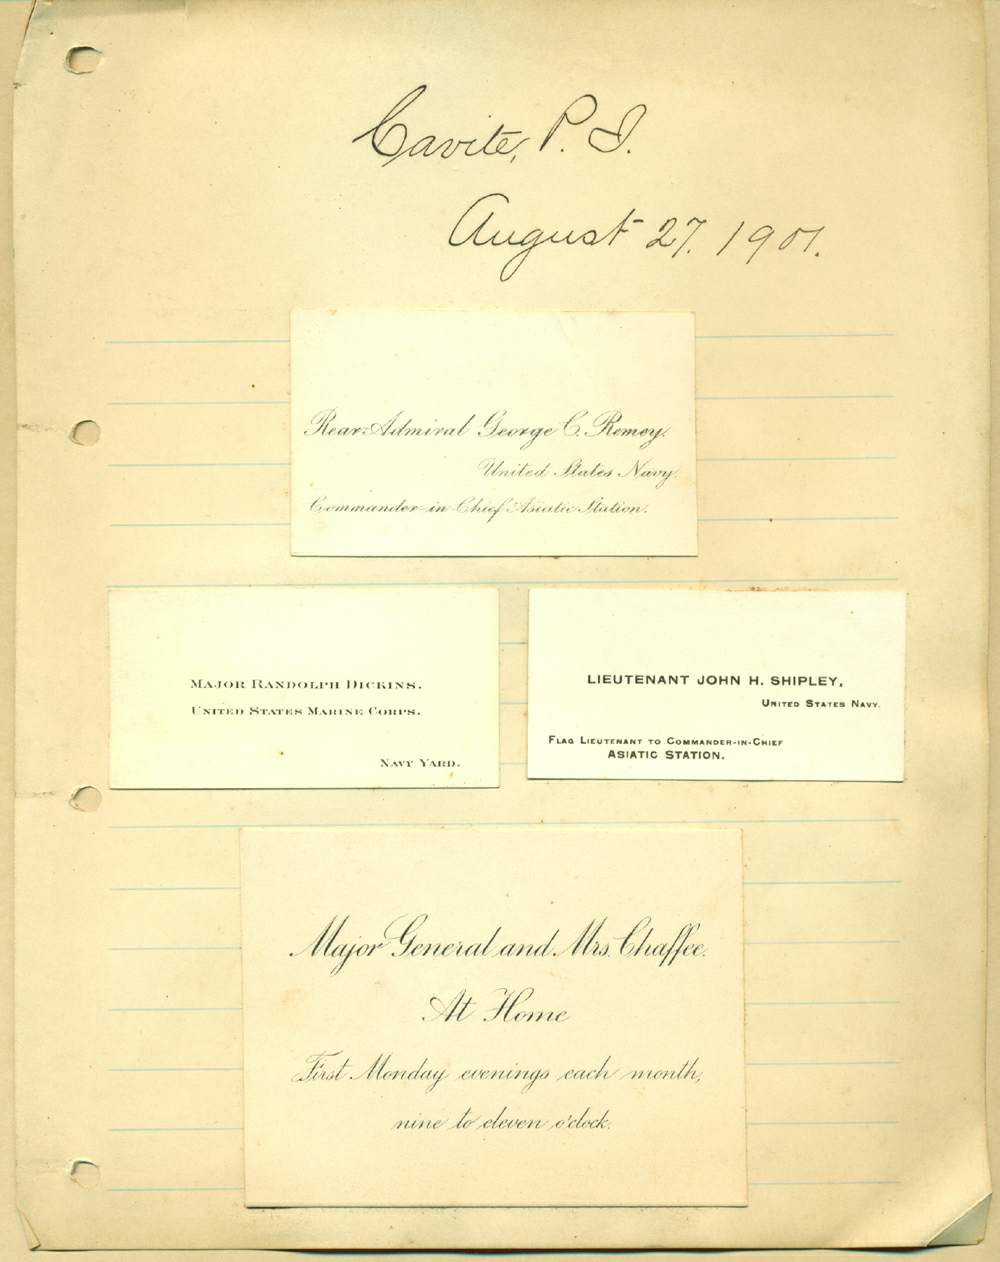 Cavite, P. I.
August 27. 1901.
Rear-Admiral George C. Remey.
United States Navy.
Commander-in-Chief Asiatic Station.
MAJOR RANDOLPH DICKINS.
UNITED STATES MARINE CORPS.
NAVY YARD.
LIEUTENANT JOHN H. SHIPLEY,
UNITED STATES NAVY.
FLAG LIEUTENANT TO COMMANDER-IN-CHIEF
ASIATIC STATION.
Major General and Mrs. Chaffee.
At Home
First Monday evenings each month,
nine to eleven o'clock.